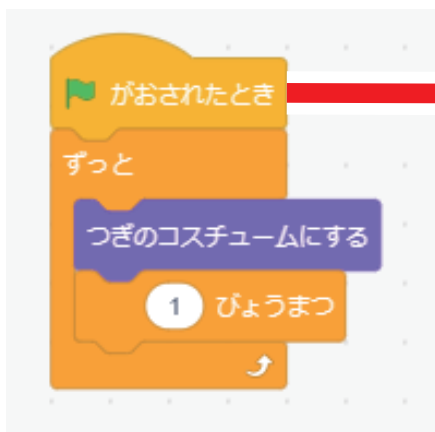 がおされたとき
ずっと
つぎのコスチュームにする
1 びょうまつ